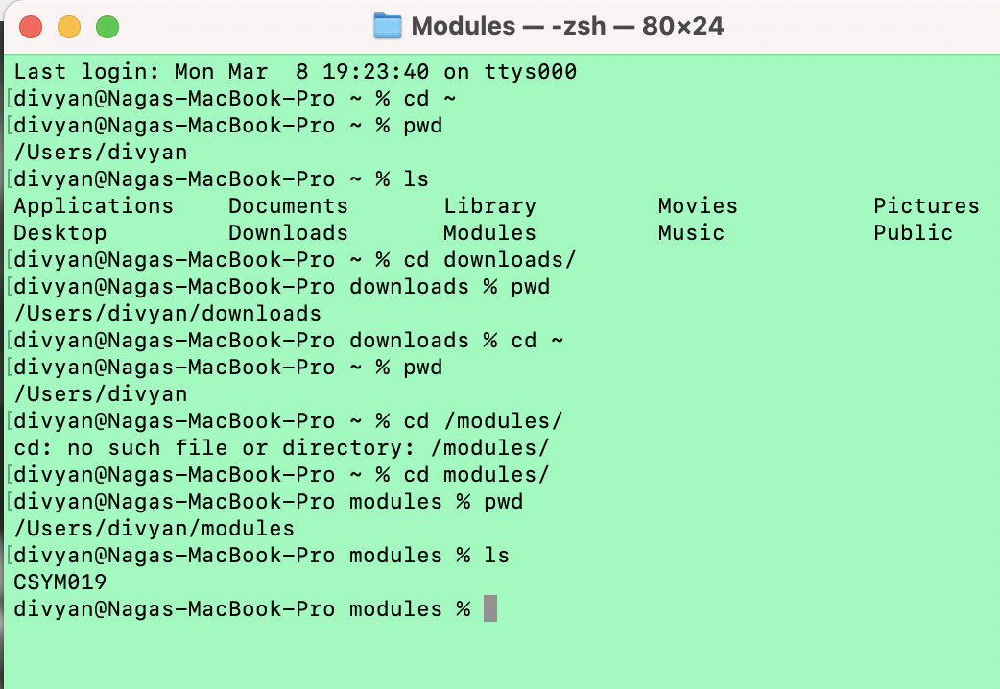 Modules — -zsh — 80×24
Last login: Mon Mar  8 19:23:40 on ttys000
[divyan@Nagas-MacBook-Pro ~ % cd ~
[divyan@Nagas-MacBook-Pro ~ % pwd
/Users/divyan
[divyan@Nagas-MacBook-Pro ~ % ls
Applications    Documents       Library         Movies          Pictures
Desktop         Downloads       Modules         Music           Public
[divyan@Nagas-MacBook-Pro ~ % cd downloads/
[divyan@Nagas-MacBook-Pro downloads % pwd
/Users/divyan/downloads
[divyan@Nagas-MacBook-Pro downloads % cd ~
[divyan@Nagas-MacBook-Pro ~ % pwd
/Users/divyan
[divyan@Nagas-MacBook-Pro ~ % cd /modules/
cd: no such file or directory: /modules/
[divyan@Nagas-MacBook-Pro ~ % cd modules/
[divyan@Nagas-MacBook-Pro modules % pwd
/Users/divyan/modules
[divyan@Nagas-MacBook-Pro modules % ls
CSYM019
divyan@Nagas-MacBook-Pro modules %